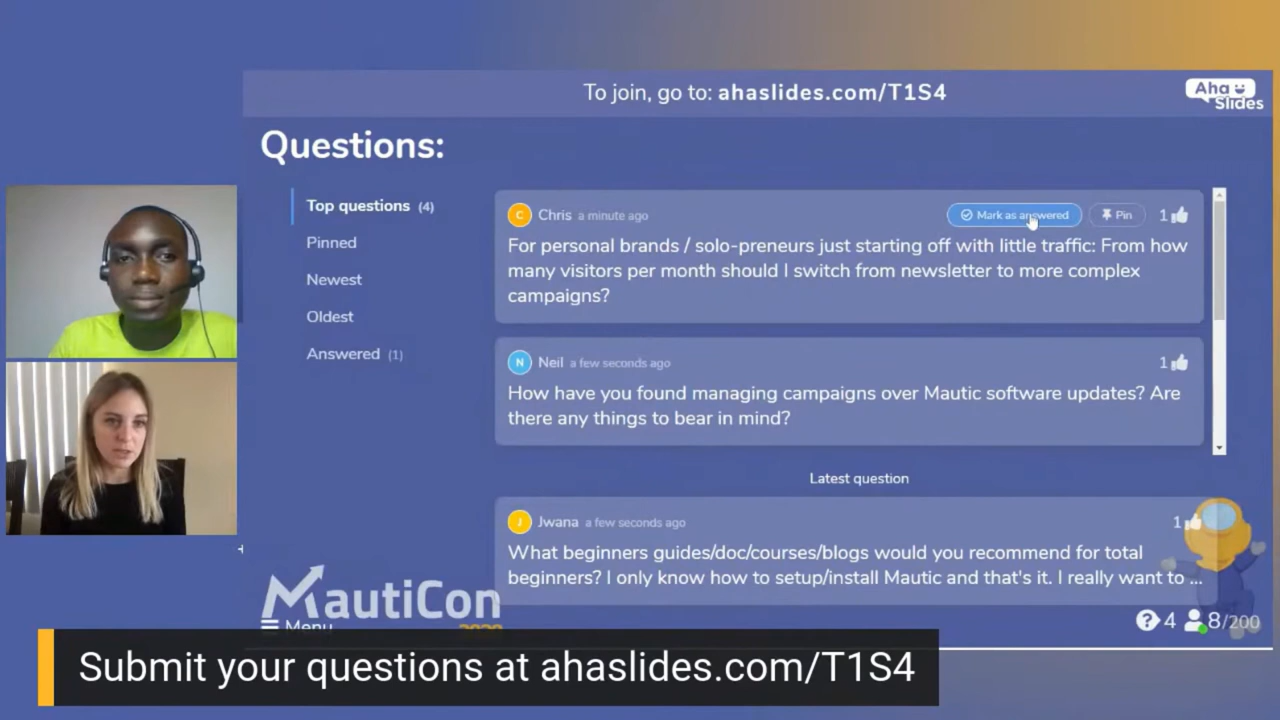 To join, go to: ahaslides.com/T1S4
Aha
Slides
Questions:
Top questions (4)
Pinned
Newest
Oldest
Answered (1)
C Chris a minute ago
Mark as answered
Pin
1
For personal brands / solo-preneurs just starting off with little traffic: From how
many visitors per month should I switch from newsletter to more complex
campaigns?
N Neil a few seconds ago
1
How have you found managing campaigns over Mautic software updates? Are
there any things to bear in mind?
Latest question
J Jwana a few seconds ago
1
What beginners guides/doc/courses/blogs would you recommend for total
beginners? I only know how to setup/install Mautic and that's it. I really want to ...
MautiCon
2020
Menu
4
8/200
Submit your questions at ahaslides.com/T1S4